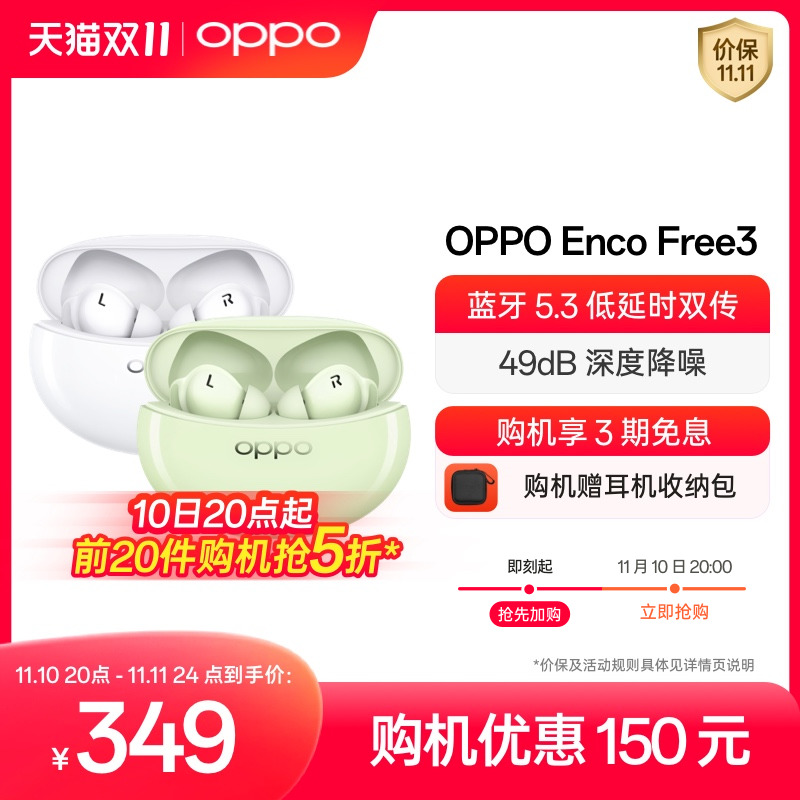 天猫双11 oppo
价保
11.11
OPPO Enco Free3
蓝牙 5.3 低延时双传
49dB 深度降噪
购机享 3 期免息
购机赠耳机收纳包
L R
L R
oppo
10日20点起
前20件购机抢5折*
即刻起
11月10日20:00
抢先加购
立即抢购
*价保及活动规则具体见详情页说明
11.10 20点 - 11.11 24 点到手价:
¥349
购机优惠 150 元